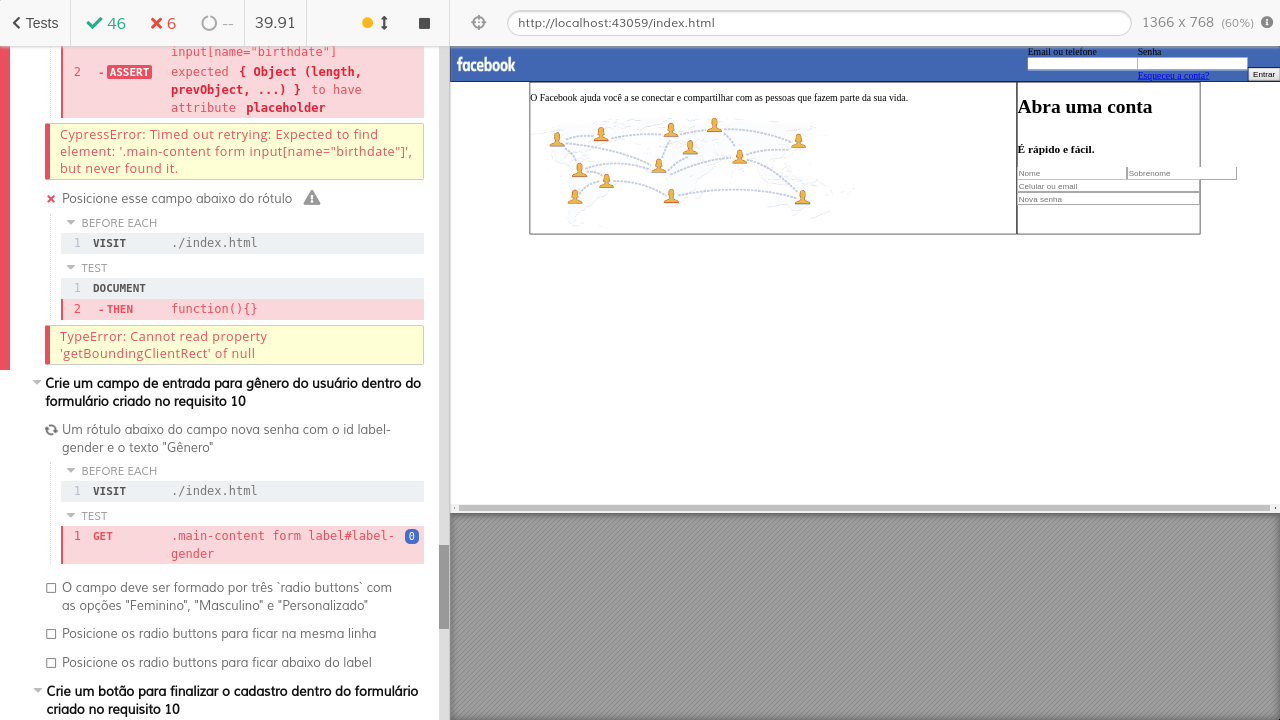 Tests
46
6
--
39.91
http://localhost:43059/index.html
1366 x 768 (60%)
input[name="birthdate"]
2 -ASSERT expected { Object (length,
prevObject, ...) } to have
attribute placeholder
CypressError: Timed out retrying: Expected to find
element: '.main-content form input[name="birthdate"]',
but never found it.
Posicione esse campo abaixo do rótulo
BEFORE EACH
1 VISIT ./index.html
TEST
1 DOCUMENT
2 -THEN function(){}
TypeError: Cannot read property
'getBoundingClientRect' of null
Crie um campo de entrada para gênero do usuário dentro do
formulário criado no requisito 10
Um rótulo abaixo do campo nova senha com o id label-
gender e o texto "Gênero"
BEFORE EACH
1 VISIT ./index.html
TEST
1 GET .main-content form label#label- 0
gender
O campo deve ser formado por três `radio buttons` com
as opções "Feminino", "Masculino" e "Personalizado"
Posicione os radio buttons para ficar na mesma linha
Posicione os radio buttons para ficar abaixo do label
Crie um botão para finalizar o cadastro dentro do formulário
criado no requisito 10
facebook
Email ou telefone
Senha
Esqueceu a conta?
Entrar
O Facebook ajuda você a se conectar e compartilhar com as pessoas que fazem parte da sua vida.
Abra uma conta
É rápido e fácil.
Nome
Sobrenome
Celular ou email
Nova senha